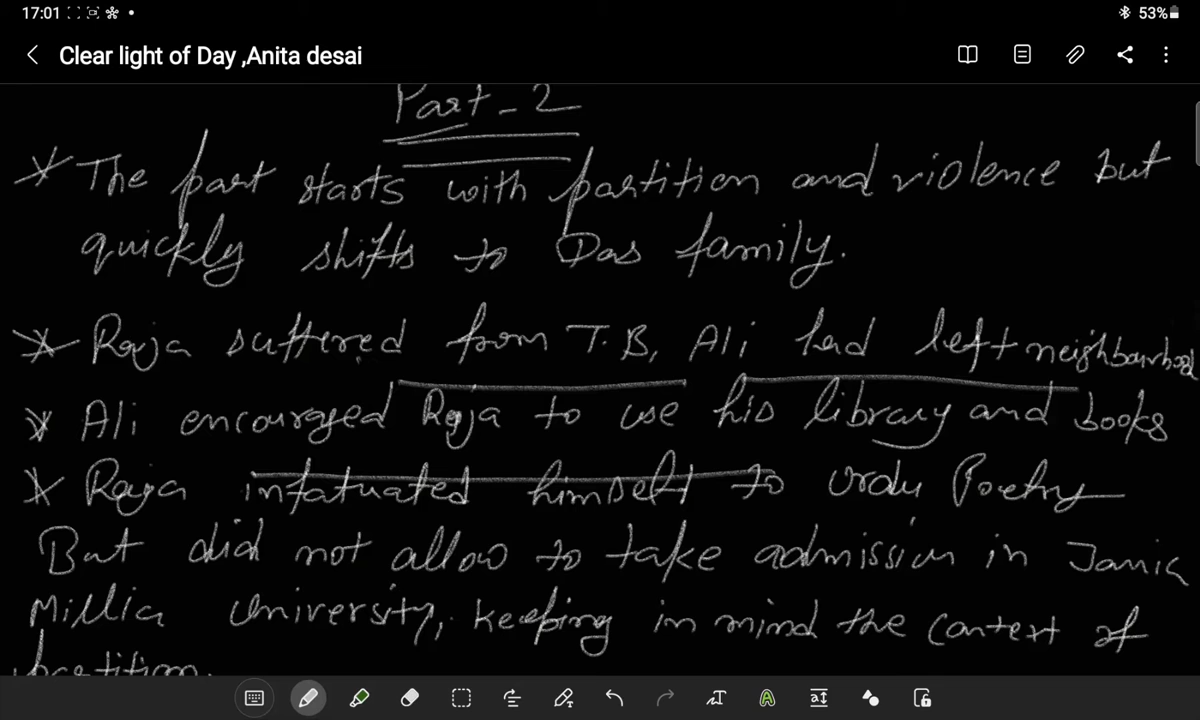 17:01
53%
Clear light of Day ,Anita desai
Part - 2
* The part starts with partition and violence but
quickly shifts to Das family.
* Raja suffered from T.B, Ali had left neighbourhood
* Ali encouraged Raja to use his library and books
* Raja infatuated himself to Urdu Poetry
But did not allow to take admission in Jamia
Millia University, keeping in mind the context of
partition.